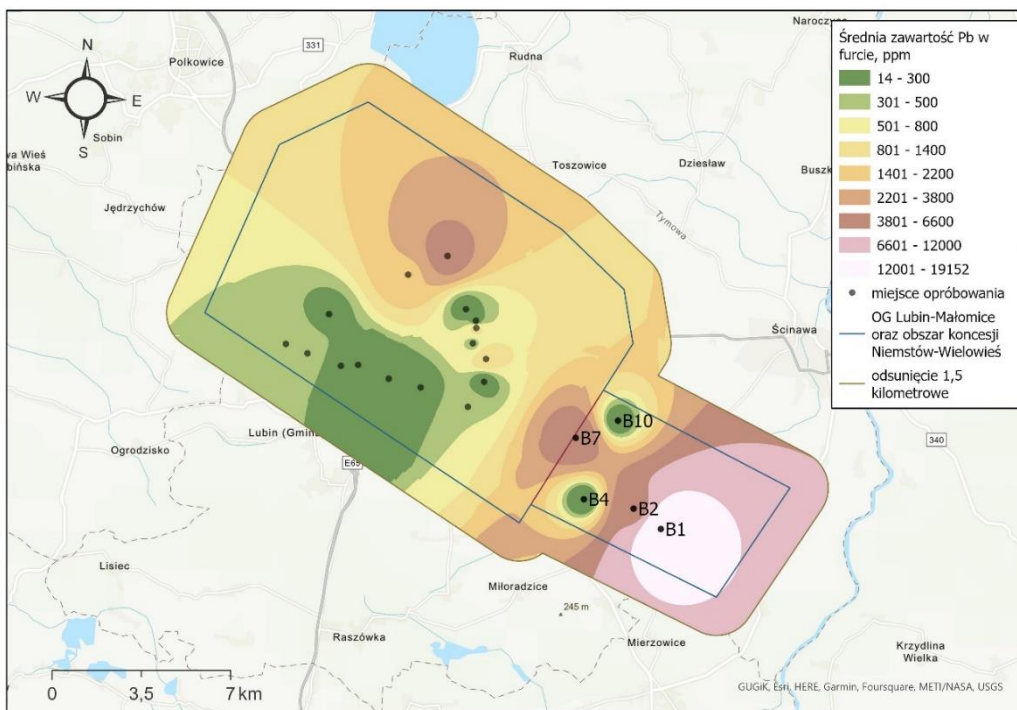 Naroczyce
331
Rudna
Polkowice
N
W
E
S
Sobin
Toszowice
Dziesław
Jędrzychów
Tymowa
Ścinawa
Lubin (Gmina
E65
Ogrodzisko
340
B10
B7
B4
B2
B1
Lisiec
Miłoradzice
245 m
Raszówka
Mierzowice
Krzydlina
Wielka
0
3,5
7 km
GUGiK, Esri, HERE, Garmin, Foursquare, METI/NASA, USGS
Średnia zawartość Pb w
furcie, ppm
14 - 300
301 - 500
501 - 800
801 - 1400
1401 - 2200
2201 - 3800
3801 - 6600
6601 - 12000
12001 - 19152
miejsce opróbowania
OG Lubin-Małomice
oraz obszar koncesji
Niemstów-Wielowieś
odsunięcie 1,5
kilometrowe